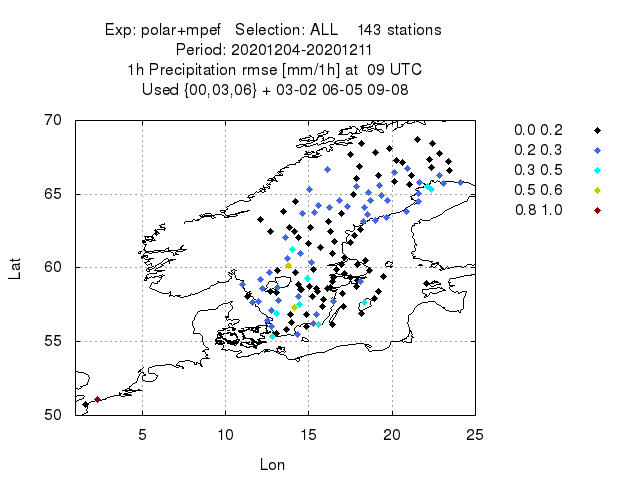 Exp: polar+mpef Selection: ALL 143 stations
Period: 20201204-20201211
1h Precipitation rmse [mm/1h] at 09 UTC
Used {00,03,06} + 03-02 06-05 09-08
70
65
60
55
50
Lat
5 10 15 20 25
Lon
0.0 0.2
0.2 0.3
0.3 0.5
0.5 0.6
0.8 1.0